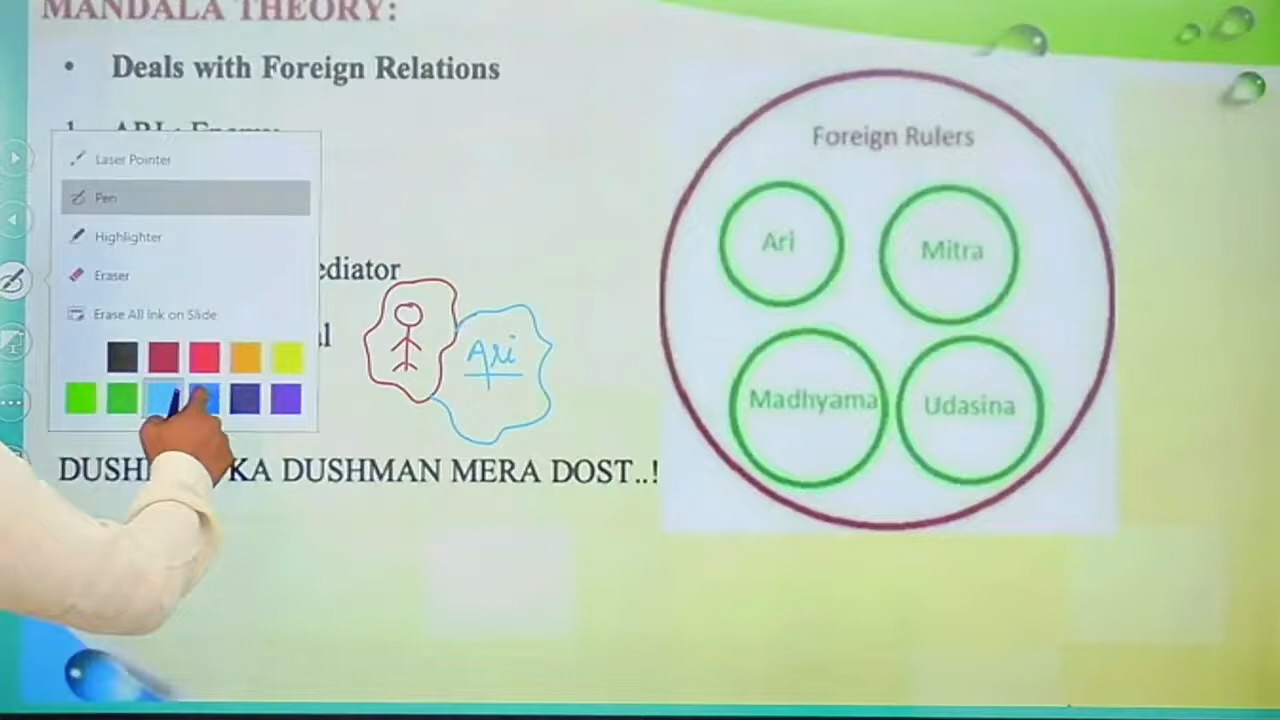 MANDALA THEORY:
• Deals with Foreign Relations
Laser Pointer
Pen
Highlighter
Eraser
Erase All Ink on Slide
Ari
KA DUSHMAN MERA DOST..!
Foreign Rulers
Ari
Mitra
Madhyama
Udasina